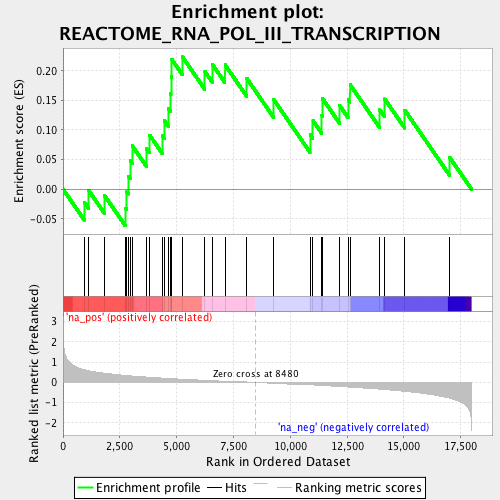 Enrichment plot:
REACTOME_RNA_POL_III_TRANSCRIPTION
Enrichment score (ES)
0.20
0.15
0.10
0.05
0.00
-0.05
'na_pos' (positively correlated)
Ranked list metric (PreRanked)
3
2
1
0
-1
-2
Zero cross at 8480
'na_neg' (negatively correlated)
0
2,500
5,000
7,500
10,000
12,500
15,000
17,500
Rank in Ordered Dataset
Enrichment profile
Hits
Ranking metric scores